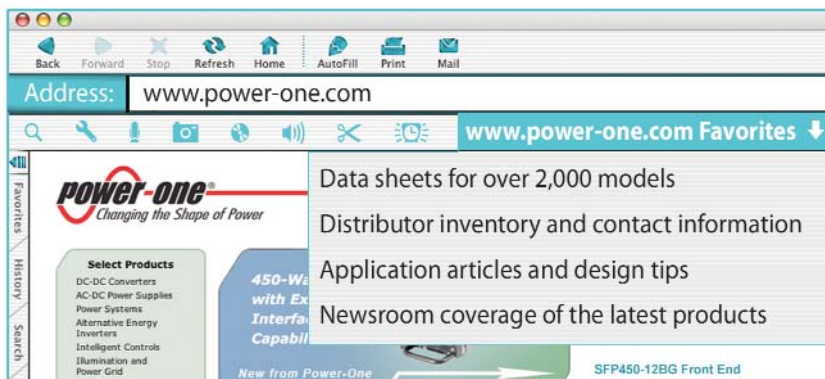 Back Forward Stop Refresh Home AutoFill Print Mail
Address: www.power-one.com
www.power-one.com Favorites
Favorites
History
Search
power-one®
Changing the Shape of Power
Data sheets for over 2,000 models
Distributor inventory and contact information
Application articles and design tips
Newsroom coverage of the latest products
Select Products
DC-DC Converters
AC-DC Power Supplies
Power Systems
Alternative Energy
Inverters
Intelligent Controls
Illumination and
Power Grid
450-Wa
with Ex
Interfa
Capabil
New from Power-One
SFP450-12BG Front End